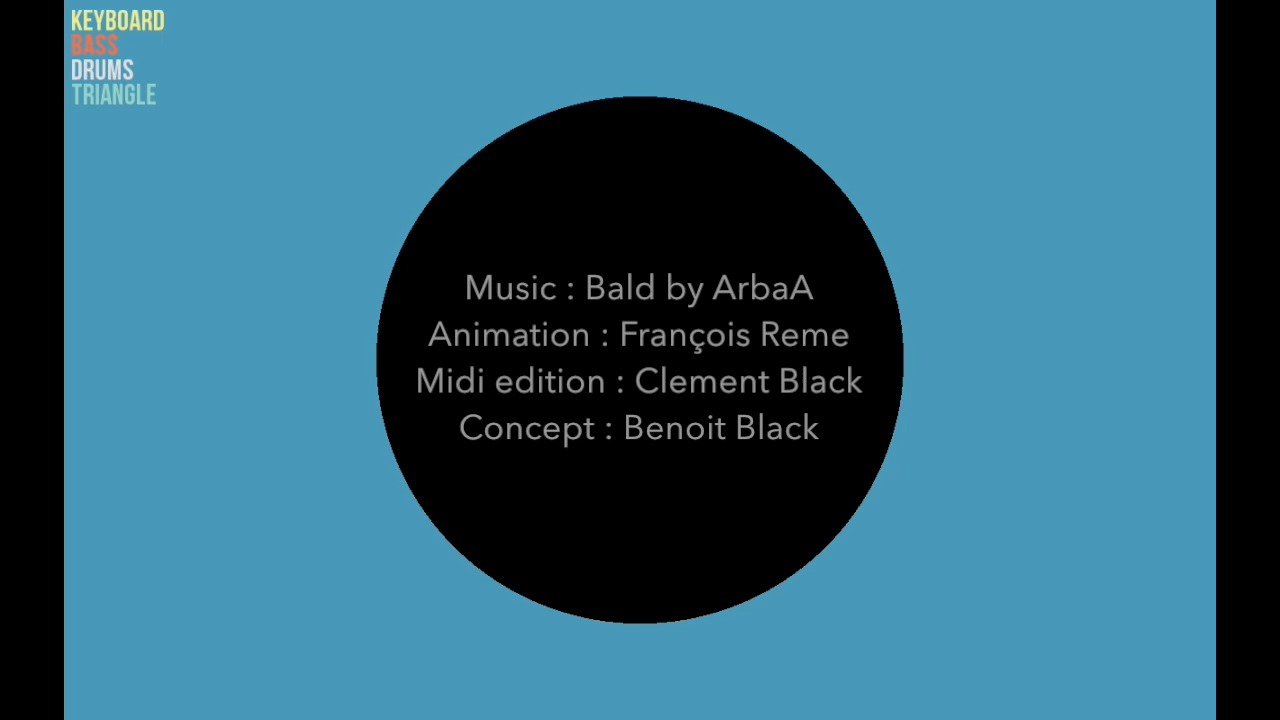 KEYBOARD
BASS
DRUMS
TRIANGLE
Music : Bald by ArbaA
Animation : François Reme
Midi edition : Clement Black
Concept : Benoit Black